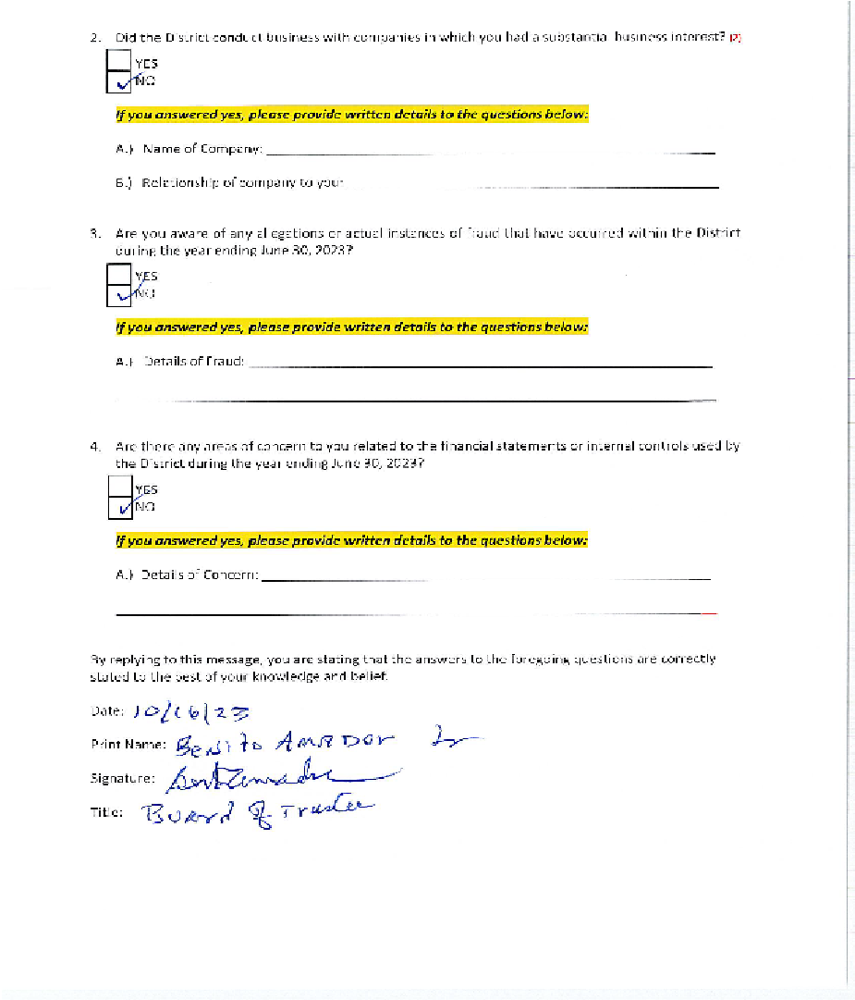 2. Did the District conduct business with companies in which you had a substantial business interest? (2)
YES
NO
If you answered yes, please provide written details to the questions below:
A.) Name of Company:
B.) Relationship of company to you:
3. Are you aware of any allegations or actual instances of fraud that have occurred within the District
during the year ending June 30, 2023?
YES
NO
If you answered yes, please provide written details to the questions below:
A.) Details of Fraud:
4. Are there any areas of concern to you related to the financial statements or internal controls used by
the District during the year ending June 30, 2023?
YES
NO
If you answered yes, please provide written details to the questions below:
A.) Details of Concern:
By replying to this message, you are stating that the answers to the foregoing questions are correctly
stated to the best of your knowledge and belief.
Date: 10/16/23
Print Name: Benito Amador Jr
Signature:
Title: Board of Trustee